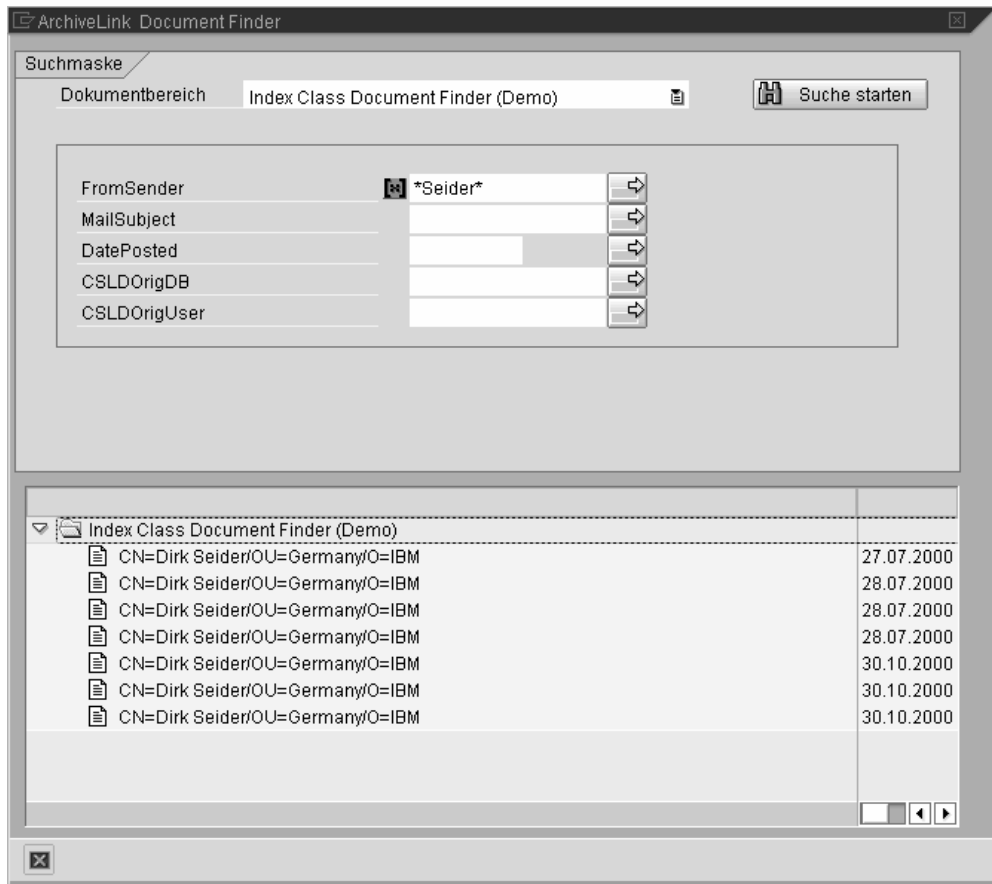 ArchiveLink Document Finder
Suchmaske
Dokumentbereich Index Class Document Finder (Demo) Suche starten
FromSender *Seider*
MailSubject
DatePosted
CSLDOrigDB
CSLDOrigUser
Index Class Document Finder (Demo)
CN=Dirk Seider/OU=Germany/O=IBM 27.07.2000
CN=Dirk Seider/OU=Germany/O=IBM 28.07.2000
CN=Dirk Seider/OU=Germany/O=IBM 28.07.2000
CN=Dirk Seider/OU=Germany/O=IBM 28.07.2000
CN=Dirk Seider/OU=Germany/O=IBM 30.10.2000
CN=Dirk Seider/OU=Germany/O=IBM 30.10.2000
CN=Dirk Seider/OU=Germany/O=IBM 30.10.2000